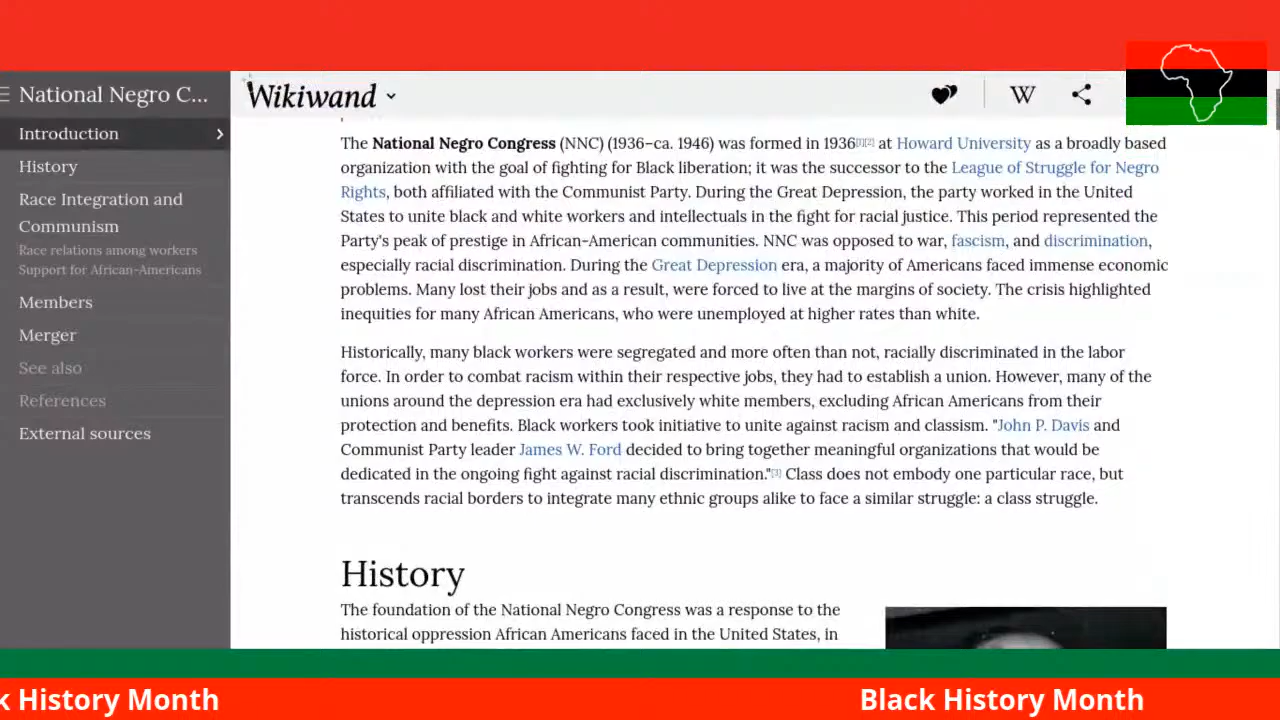 National Negro C...
Introduction
History
Race Integration and
Communism
Race relations among workers
Support for African-Americans
Members
Merger
See also
References
External sources
Wikiwand
W
The National Negro Congress (NNC) (1936–ca. 1946) was formed in 1936[1][2] at Howard University as a broadly based
organization with the goal of fighting for Black liberation; it was the successor to the League of Struggle for Negro
Rights, both affiliated with the Communist Party. During the Great Depression, the party worked in the United
States to unite black and white workers and intellectuals in the fight for racial justice. This period represented the
Party's peak of prestige in African-American communities. NNC was opposed to war, fascism, and discrimination,
especially racial discrimination. During the Great Depression era, a majority of Americans faced immense economic
problems. Many lost their jobs and as a result, were forced to live at the margins of society. The crisis highlighted
inequities for many African Americans, who were unemployed at higher rates than white.
Historically, many black workers were segregated and more often than not, racially discriminated in the labor
force. In order to combat racism within their respective jobs, they had to establish a union. However, many of the
unions around the depression era had exclusively white members, excluding African Americans from their
protection and benefits. Black workers took initiative to unite against racism and classism. "John P. Davis and
Communist Party leader James W. Ford decided to bring together meaningful organizations that would be
dedicated in the ongoing fight against racial discrimination."[3] Class does not embody one particular race, but
transcends racial borders to integrate many ethnic groups alike to face a similar struggle: a class struggle.
History
The foundation of the National Negro Congress was a response to the
historical oppression African Americans faced in the United States, in
k History Month
Black History Month